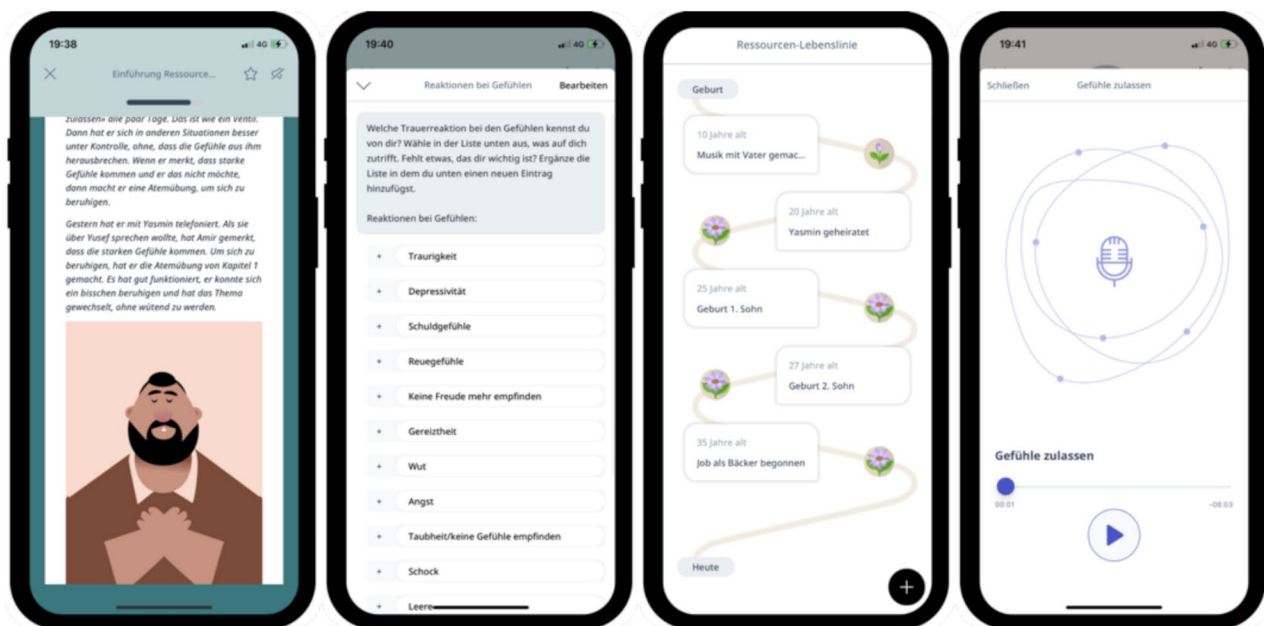 19:38
4G
Einführung Ressource...
zulassen« alle paar Tage. Das ist wie ein Ventil.
Dann hat er sich in anderen Situationen besser
unter Kontrolle, ohne, dass die Gefühle aus ihm
herausbrechen. Wenn er merkt, dass starke
Gefühle kommen und er das nicht möchte,
dann macht er eine Atemübung, um sich zu
beruhigen.
Gestern hat er mit Yasmin telefoniert. Als sie
über Yusef sprechen wollte, hat Amir gemerkt,
dass die starken Gefühle kommen. Um sich zu
beruhigen, hat er die Atemübung von Kapitel 1
gemacht. Es hat gut funktioniert, er konnte sich
ein bisschen beruhigen und hat das Thema
gewechselt, ohne wütend zu werden.
19:40
4G
Reaktionen bei Gefühlen
Bearbeiten
Welche Trauerreaktion bei den Gefühlen kennst du
von dir? Wähle in der Liste unten aus, was auf dich
zutrifft. Fehlt etwas, das dir wichtig ist? Ergänze die
Liste in dem du unten einen neuen Eintrag
hinzufügst.
Reaktionen bei Gefühlen:
+ Traurigkeit
+ Depressivität
+ Schuldgefühle
+ Reuegefühle
+ Keine Freude mehr empfinden
+ Gereiztheit
+ Wut
+ Angst
+ Taubheit/keine Gefühle empfinden
+ Schock
+ Leere
Ressourcen-Lebenslinie
Geburt
10 Jahre alt
Musik mit Vater gemac...
20 Jahre alt
Yasmin geheiratet
25 Jahre alt
Geburt 1. Sohn
27 Jahre alt
Geburt 2. Sohn
35 Jahre alt
Job als Bäcker begonnen
Heute
+
19:41
4G
Schließen
Gefühle zulassen
Gefühle zulassen
00:01
-08:03